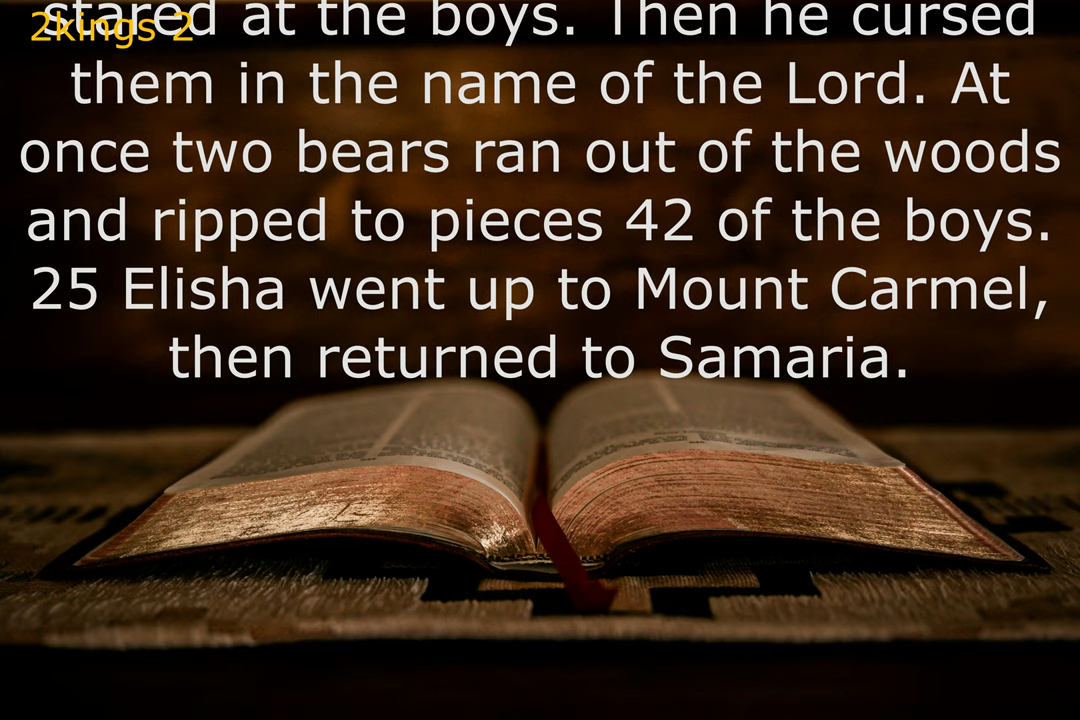 2kings 2
stared at the boys. Then he cursed
them in the name of the Lord. At
once two bears ran out of the woods
and ripped to pieces 42 of the boys.
25 Elisha went up to Mount Carmel,
then returned to Samaria.